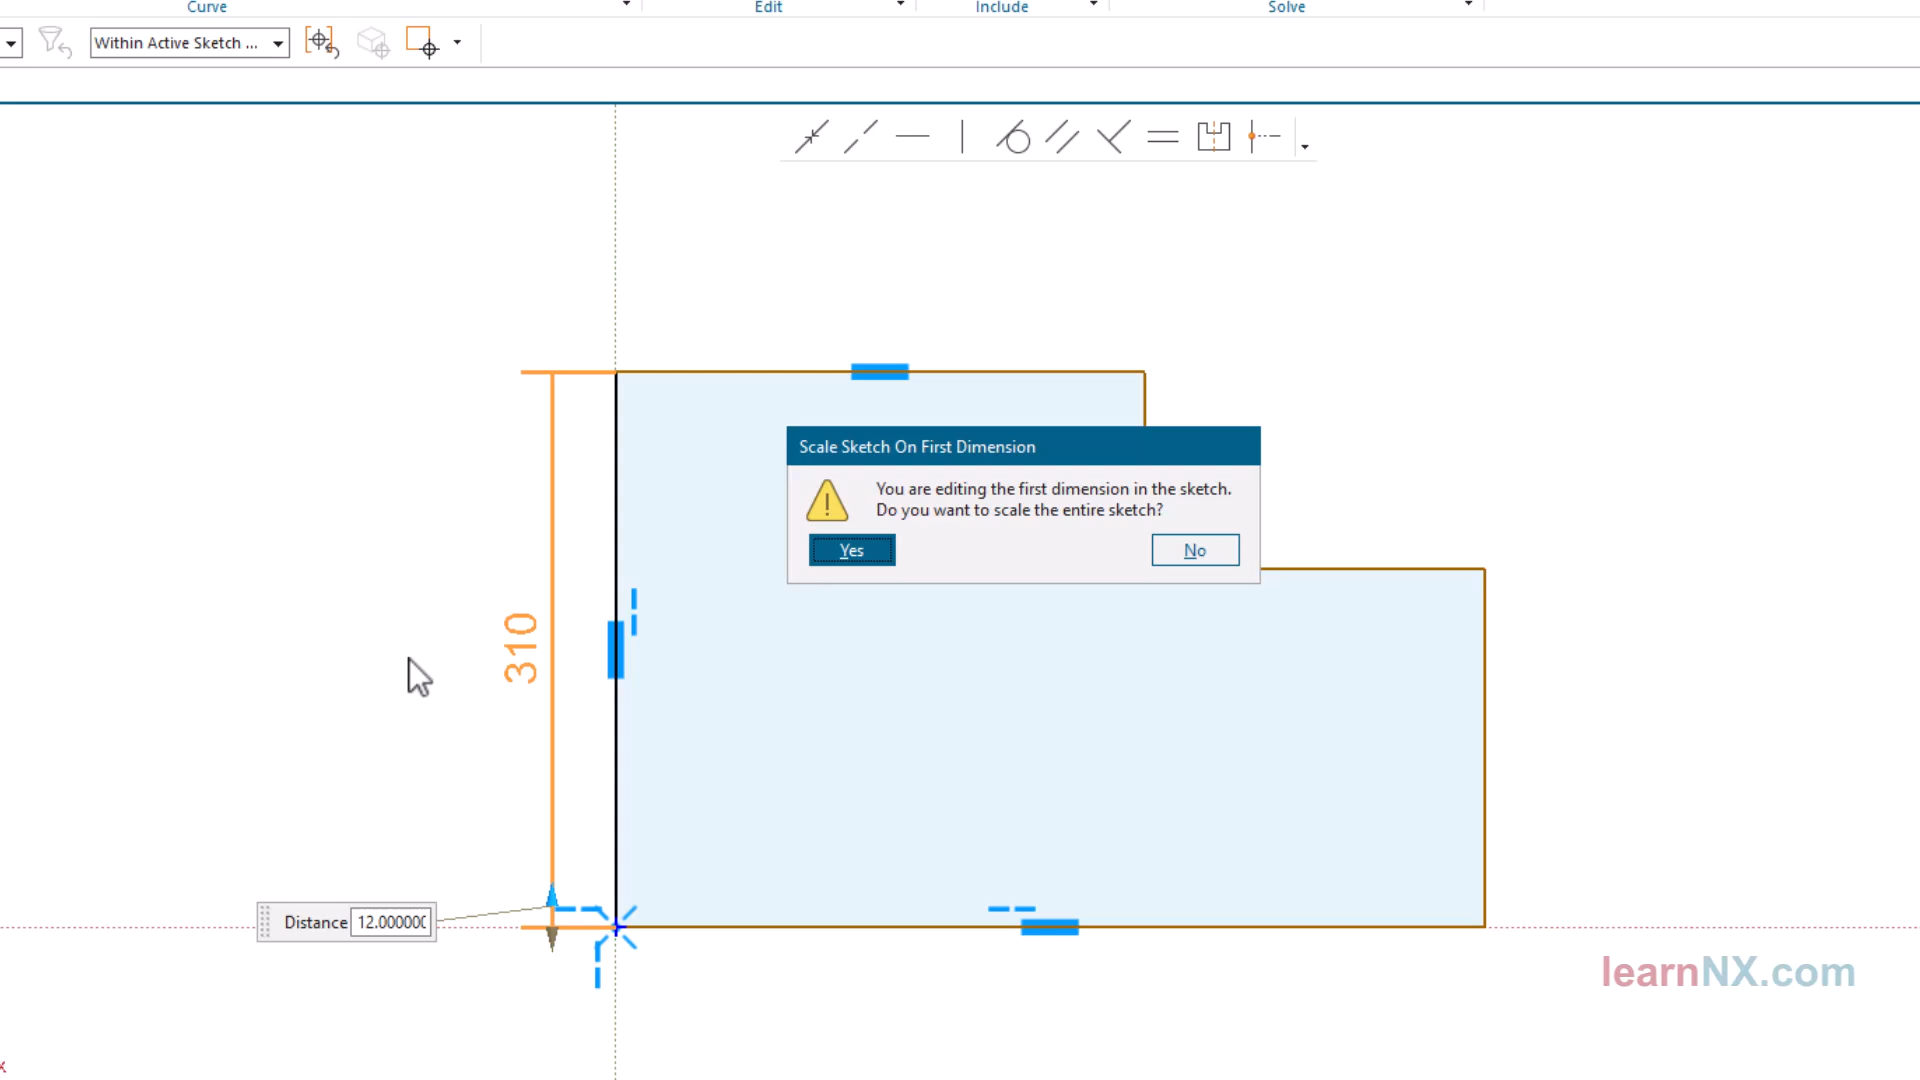 Curve
Edit
Include
Solve
Within Active Sketch ...
Scale Sketch On First Dimension
You are editing the first dimension in the sketch.
Do you want to scale the entire sketch?
Yes
No
310
Distance 12.000000
learnNX.com
X